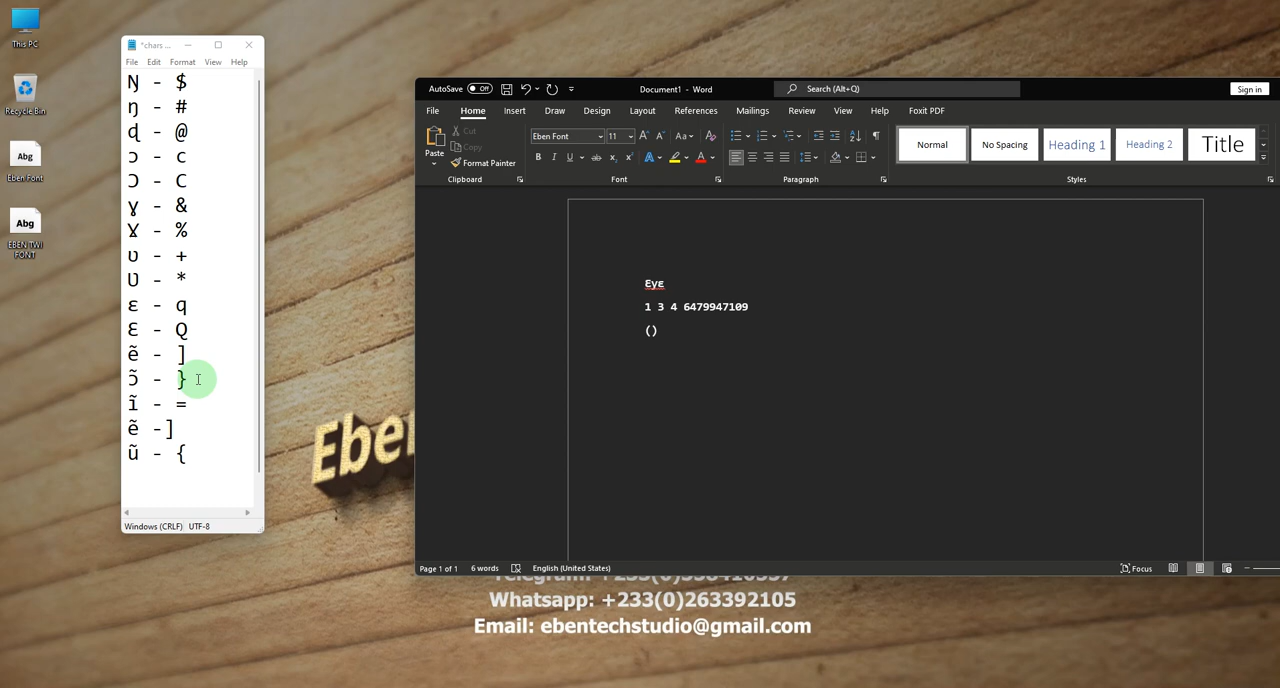 This PC
Recycle Bin
Abg
Eben Font
Abg
EBEN TWI
FONT
*chars ...
File Edit Format View Help
Ŋ - $
ŋ - #
ɖ - @
ɔ - c
Ɔ - C
ɣ - &
Ɣ - %
ʋ - +
Ʋ - *
ɛ - q
Ɛ - Q
ẽ - ]
ɔ̃ - }
ĩ - =
ẽ -]
ũ - {
Windows (CRLF) UTF-8
AutoSave Off
Document1 - Word
Search (Alt+Q)
Sign in
File Home Insert Draw Design Layout References Mailings Review View Help Foxit PDF
Paste
Cut
Copy
Format Painter
Clipboard
Eben Font 11
Font
Paragraph
Normal
No Spacing
Heading 1
Heading 2
Title
Styles
Ɛyɛ
1 3 4 6479947109
()
Page 1 of 1 6 words English (United States) Focus
Eben
Whatsapp: +233(0)263392105
Email: ebentechstudio@gmail.com